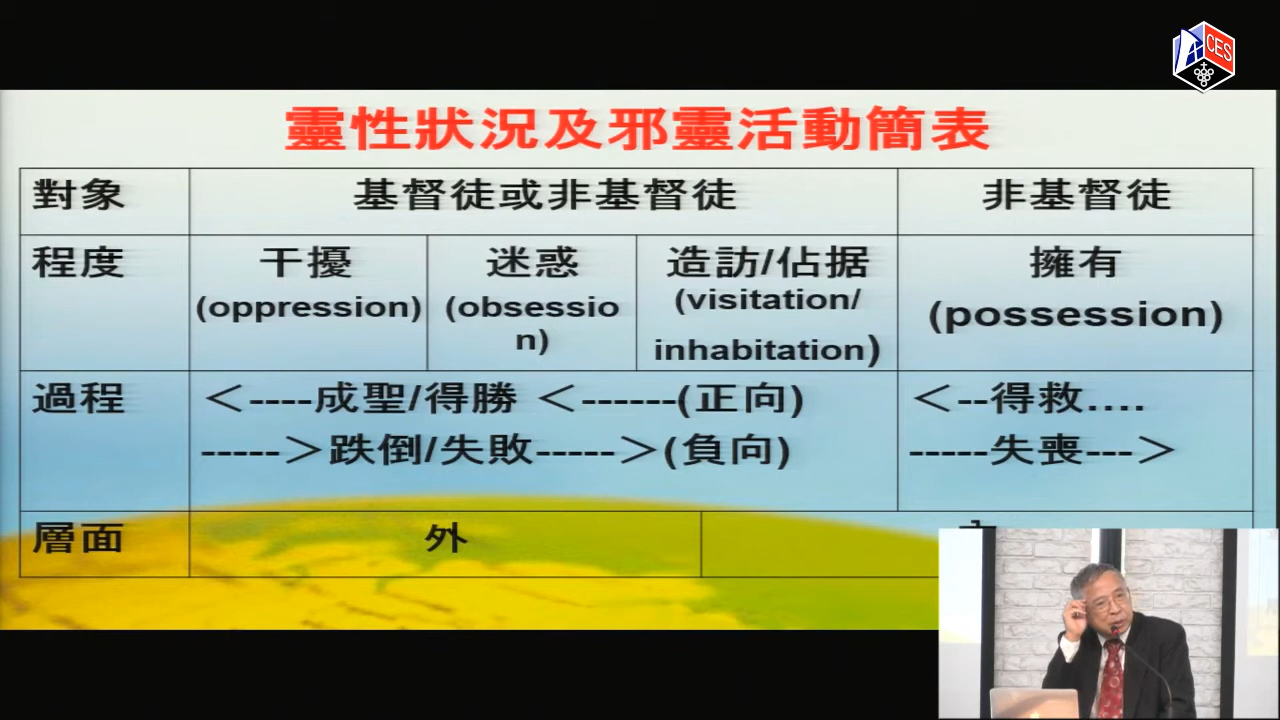 CES
靈性狀況及邪靈活動簡表
對象 基督徒或非基督徒 非基督徒
程度 干擾 迷惑 造訪/佔据 擁有
(oppression) (obsessio (visitation/ (possession)
n) inhabitation)
過程 <----成聖/得勝 <------(正向) <--得救....
----->跌倒/失敗----->(負向) -----失喪--->
層面 外